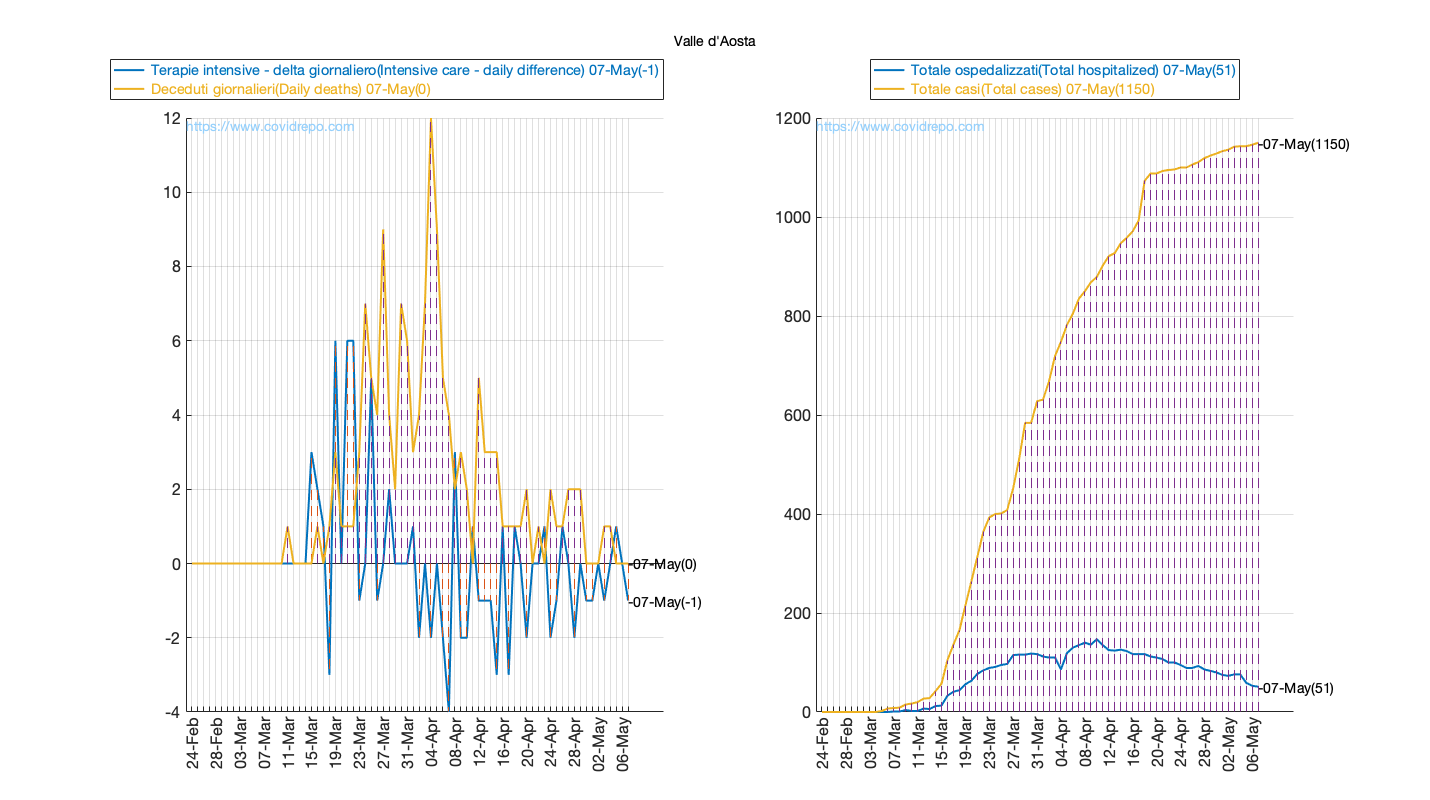 Valle d'Aosta
Terapie intensive - delta giornaliero(Intensive care - daily difference) 07-May(-1)
Deceduti giornalieri(Daily deaths) 07-May(0)
https://www.covidrepo.com
12
10
8
6
4
2
0
-2
-4
-07-May(0)
-07-May(-1)
24-Feb
28-Feb
03-Mar
07-Mar
11-Mar
15-Mar
19-Mar
23-Mar
27-Mar
31-Mar
04-Apr
08-Apr
12-Apr
16-Apr
20-Apr
24-Apr
28-Apr
02-May
06-May
Totale ospedalizzati(Total hospitalized) 07-May(51)
Totale casi(Total cases) 07-May(1150)
https://www.covidrepo.com
1200
1000
800
600
400
200
0
-07-May(1150)
-07-May(51)
24-Feb
28-Feb
03-Mar
07-Mar
11-Mar
15-Mar
19-Mar
23-Mar
27-Mar
31-Mar
04-Apr
08-Apr
12-Apr
16-Apr
20-Apr
24-Apr
28-Apr
02-May
06-May